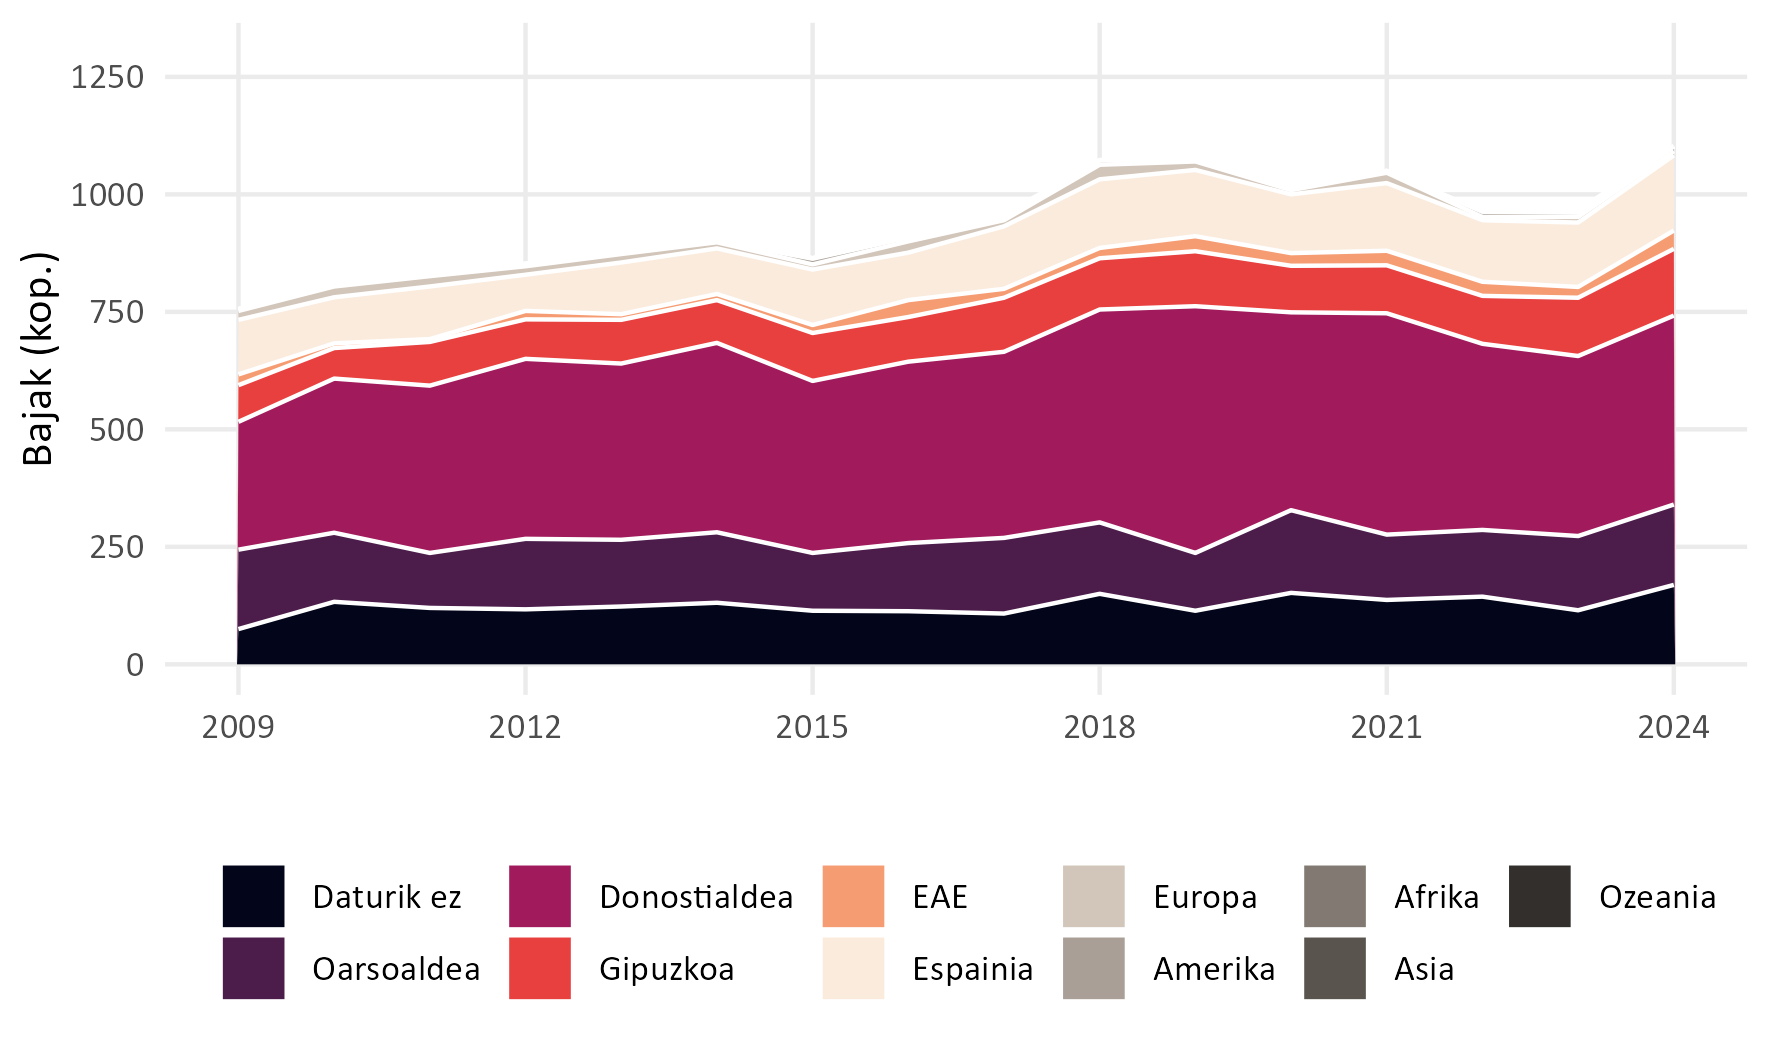 1250
1000
750
500
250
0
Bajak (kop.)
2009 2012 2015 2018 2021 2024
Daturik ez Donostialdea EAE Europa Afrika Ozeania
Oarsoaldea Gipuzkoa Espainia Amerika Asia